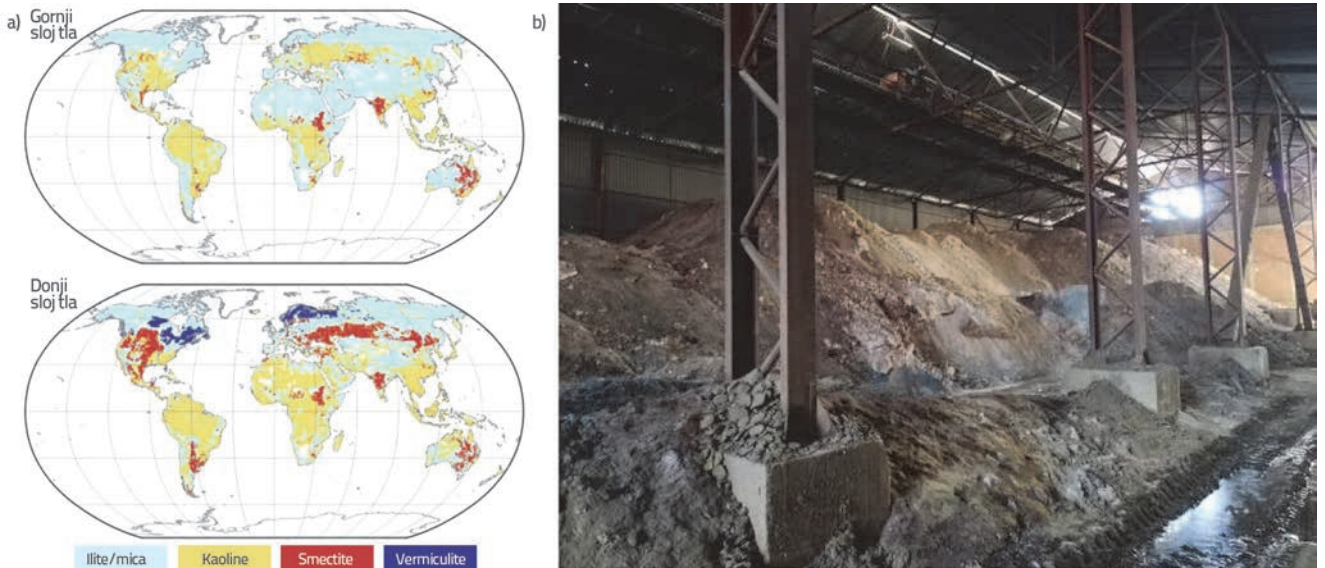 a)
Gornji
sloj tla
Donji
sloj tla
Ilite/mica
Kaoline
Smectite
Vermiculite
b)